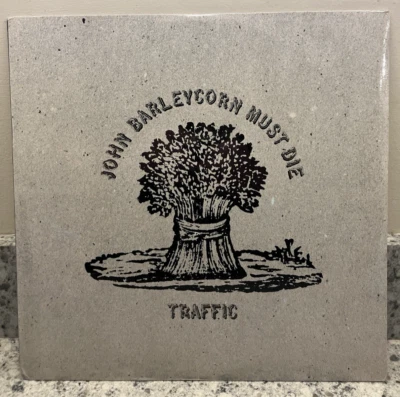 JOHN BARLEYCORN MUST DIE
TRAFFIC